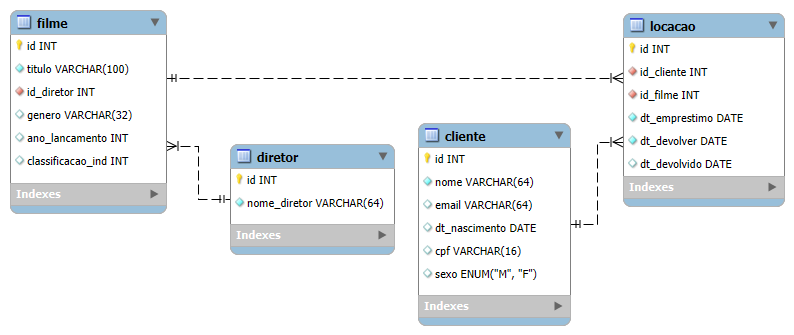 filme
id INT
titulo VARCHAR(100)
id_diretor INT
genero VARCHAR(32)
ano_lancamento INT
classificacao_ind INT
Indexes
diretor
id INT
nome_diretor VARCHAR(64)
Indexes
cliente
id INT
nome VARCHAR(64)
email VARCHAR(64)
dt_nascimento DATE
cpf VARCHAR(16)
sexo ENUM("M", "F")
Indexes
locacao
id INT
id_cliente INT
id_filme INT
dt_emprestimo DATE
dt_devolver DATE
dt_devolvido DATE
Indexes